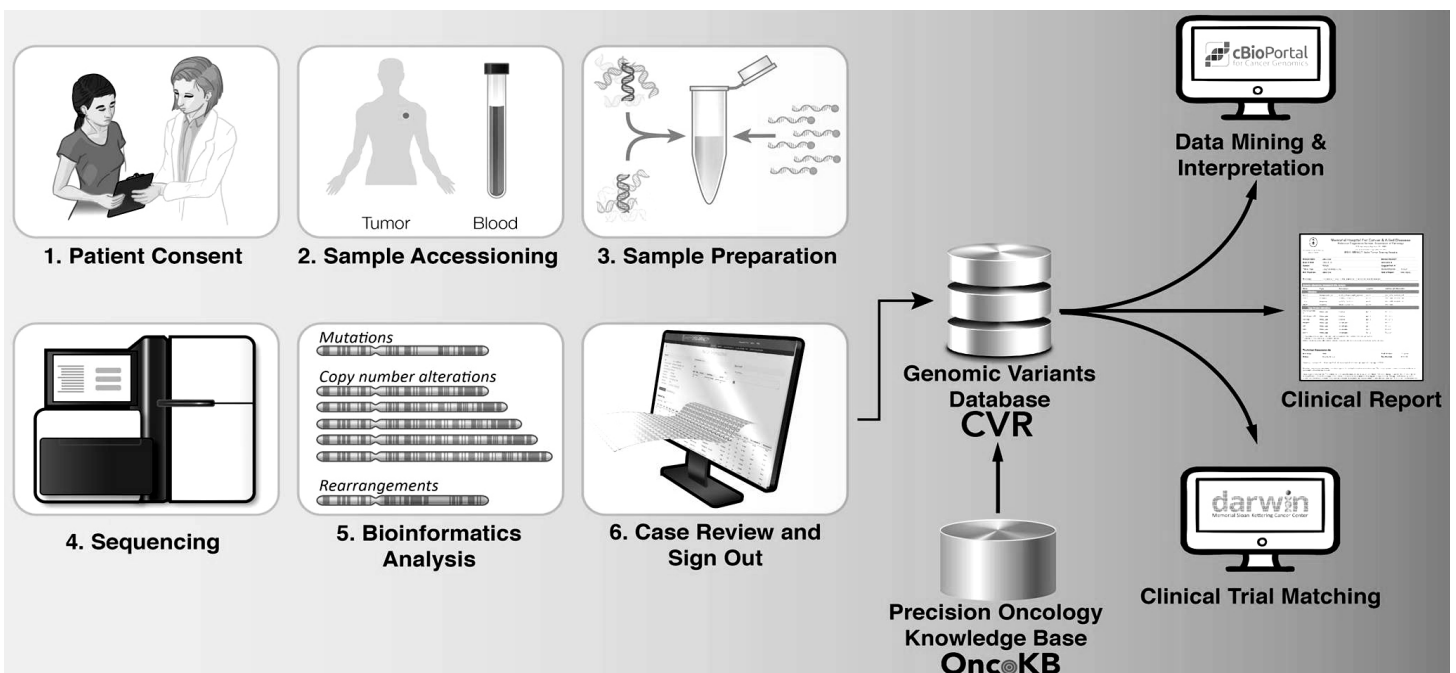 Tumor
Blood
1. Patient Consent
2. Sample Accessioning
3. Sample Preparation
Mutations
Copy number alterations
Rearrangements
4. Sequencing
5. Bioinformatics
Analysis
6. Case Review and
Sign Out
Genomic Variants
Database
CVR
Precision Oncology
Knowledge Base
OncoKB
cBioPortal
for Cancer Genomics
Data Mining &
Interpretation
Clinical Report
darwin
Memorial Sloan Kettering Cancer Center
Clinical Trial Matching